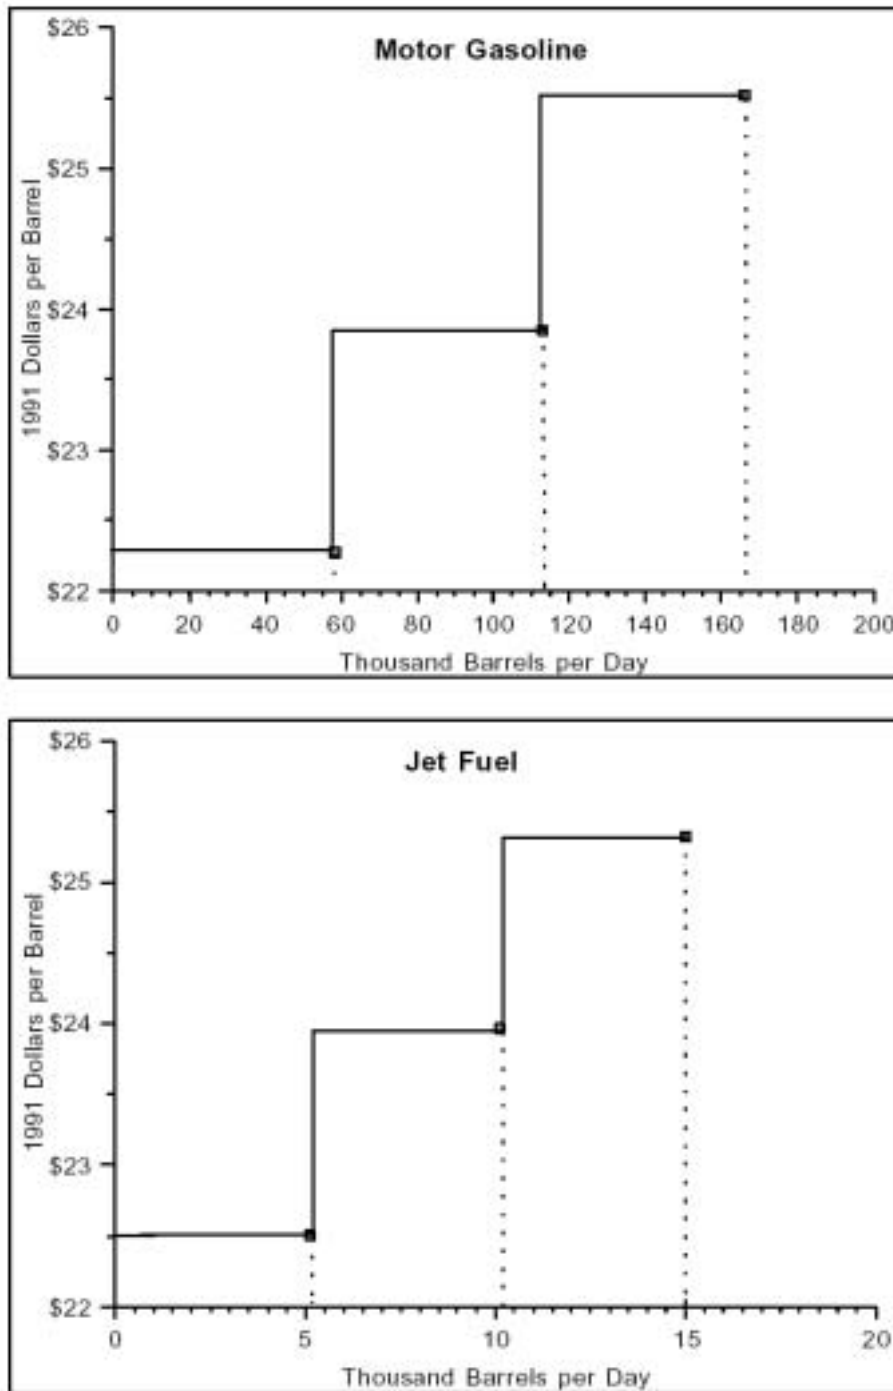 Motor Gasoline
1991 Dollars per Barrel
$26
$25
$24
$23
$22
0 20 40 60 80 100 120 140 160 180 200
Thousand Barrels per Day
Jet Fuel
1991 Dollars per Barrel
$26
$25
$24
$23
$22
0 5 10 15 20
Thousand Barrels per Day